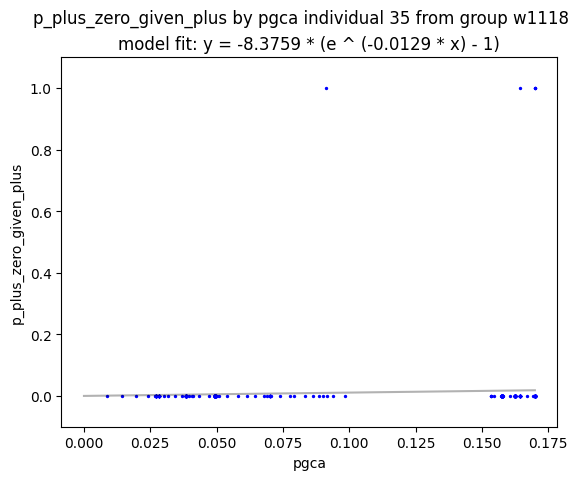 p_plus_zero_given_plus by pgca individual 35 from group w1118
model fit: y = -8.3759 * (e ^ (-0.0129 * x) - 1)
1.0
0.8
0.6
0.4
0.2
0.0
p_plus_zero_given_plus
0.000 0.025 0.050 0.075 0.100 0.125 0.150 0.175
pgca